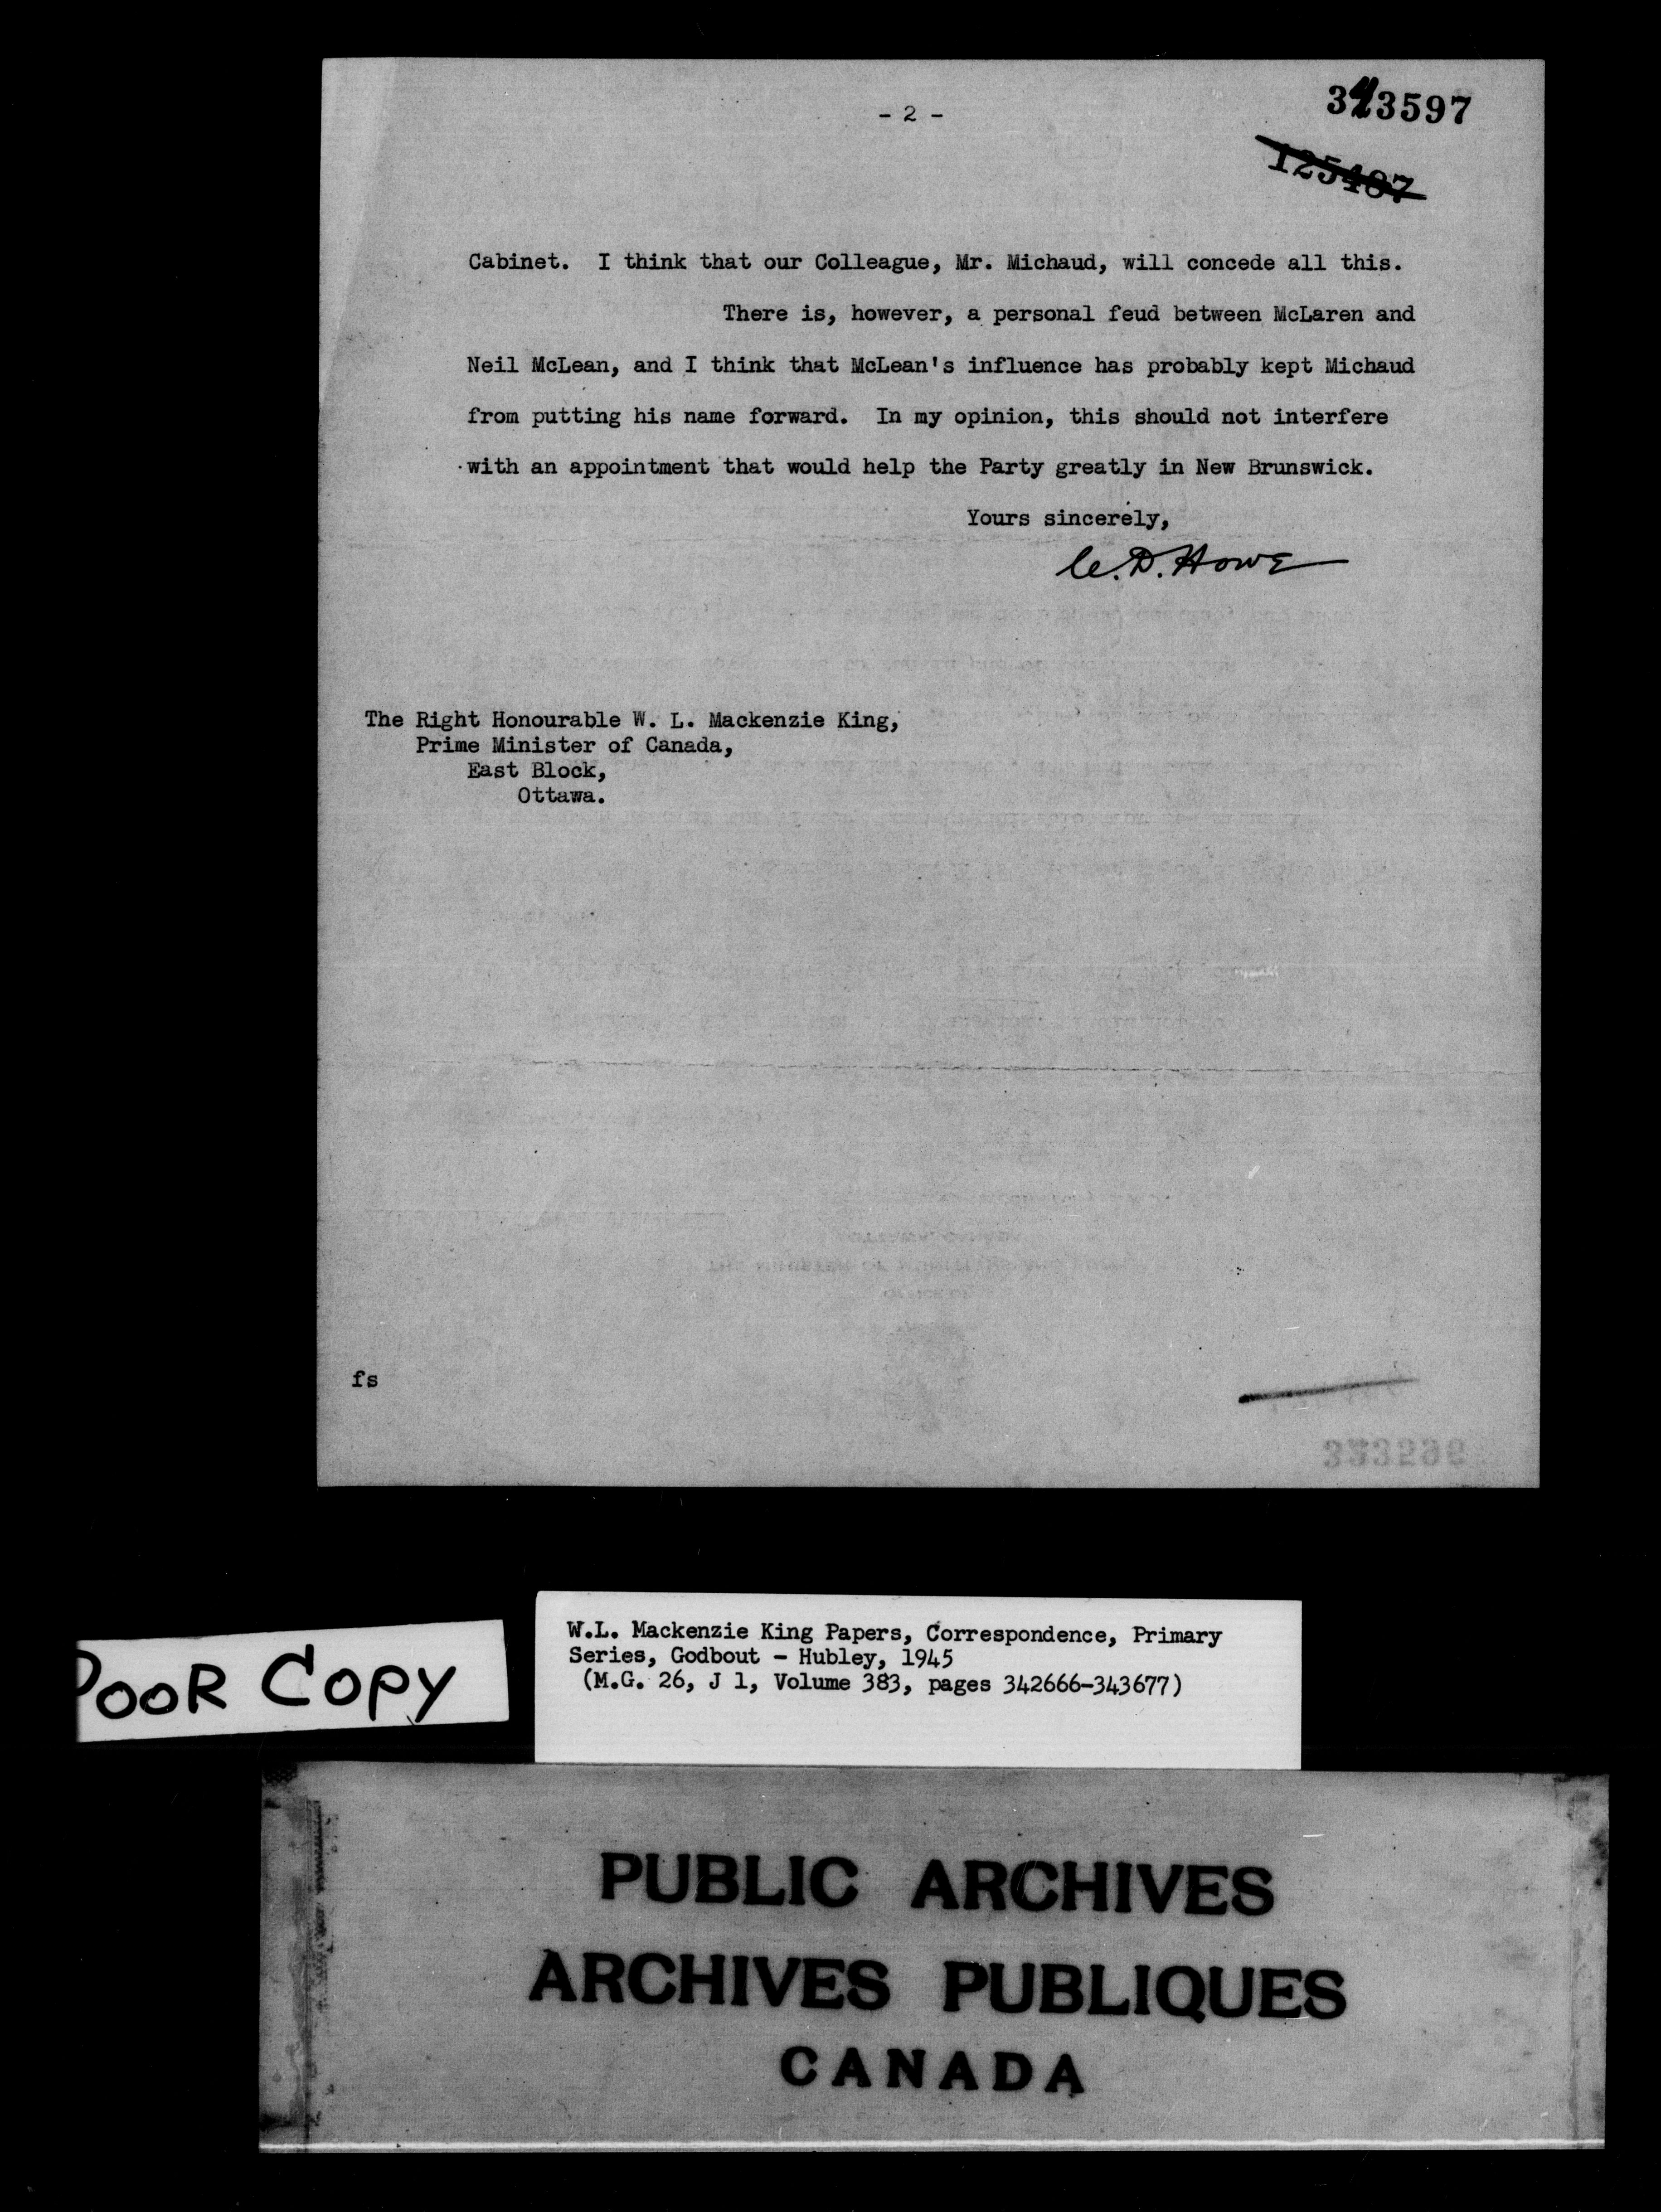 - 2 -
343597
125407
Cabinet. I think that our Colleague, Mr. Michaud, will concede all this.
There is, however, a personal feud between McLaren and
Neil McLean, and I think that McLean's influence has probably kept Michaud
from putting his name forward. In my opinion, this should not interfere
with an appointment that would help the Party greatly in New Brunswick.
Yours sincerely,
C.D. Howe
The Right Honourable W. L. Mackenzie King,
Prime Minister of Canada,
East Block,
Ottawa.
fs
POOR COPY
W.L. Mackenzie King Papers, Correspondence, Primary
Series, Godbout - Hubley, 1945
(M.G. 26, J 1, Volume 383, pages 342666-343677)
PUBLIC ARCHIVES
ARCHIVES PUBLIQUES
CANADA